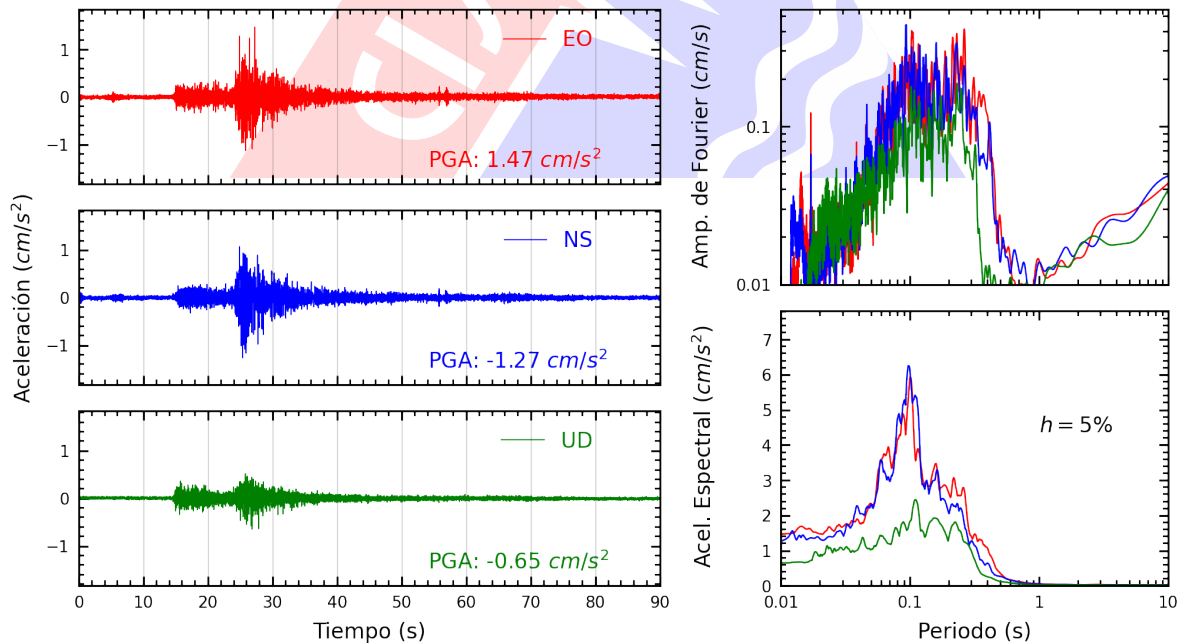 Aceleración (cm/s²)
1
0
−1
EO
PGA: 1.47 cm/s²
1
0
−1
NS
PGA: -1.27 cm/s²
1
0
−1
UD
PGA: -0.65 cm/s²
0 10 20 30 40 50 60 70 80 90
Tiempo (s)
Amp. de Fourier (cm/s)
0.1
0.01
Acel. Espectral (cm/s²)
7
6
5
4
3
2
1
0
h = 5%
0.01 0.1 1 10
Periodo (s)